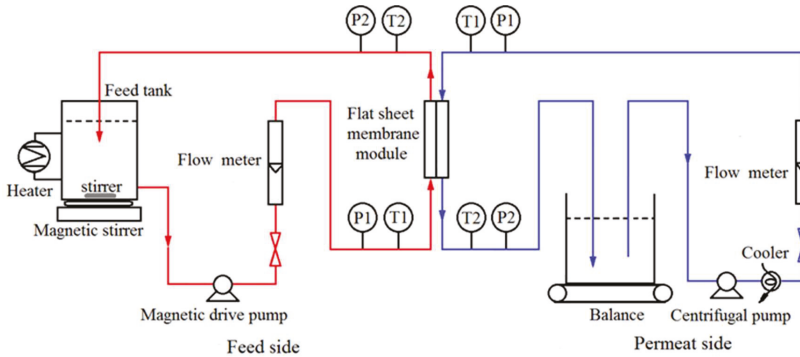 P2 T2 T1 P1
Feed tank
Flat sheet
membrane
module
Flow meter
Flow meter
Heater
stirrer
Magnetic stirrer
P1 T1 T2 P2
Cooler
Magnetic drive pump
Balance
Centrifugal pump
Feed side
Permeat side